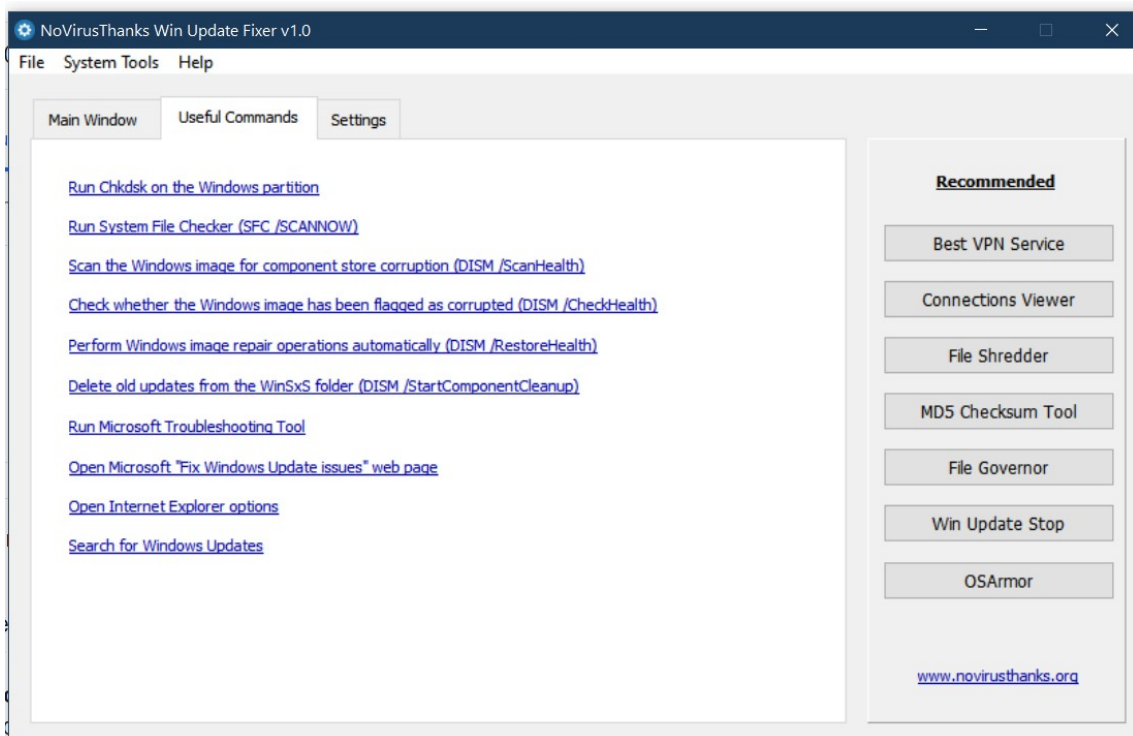 NoVirusThanks Win Update Fixer v1.0
File System Tools Help
Main Window Useful Commands Settings
Run Chkdsk on the Windows partition
Run System File Checker (SFC /SCANNOW)
Scan the Windows image for component store corruption (DISM /ScanHealth)
Check whether the Windows image has been flagged as corrupted (DISM /CheckHealth)
Perform Windows image repair operations automatically (DISM /RestoreHealth)
Delete old updates from the WinSxS folder (DISM /StartComponentCleanup)
Run Microsoft Troubleshooting Tool
Open Microsoft "Fix Windows Update issues" web page
Open Internet Explorer options
Search for Windows Updates
Recommended
Best VPN Service
Connections Viewer
File Shredder
MD5 Checksum Tool
File Governor
Win Update Stop
OSArmor
www.novirusthanks.org